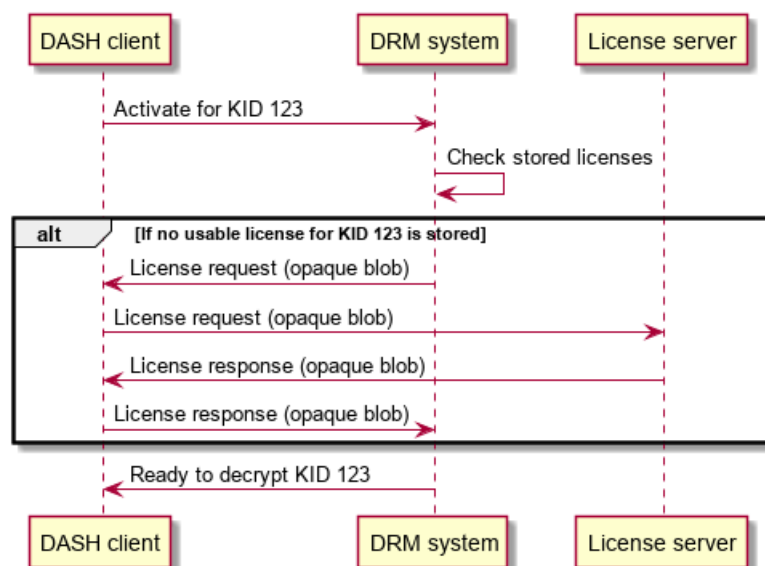 DASH client DRM system License server
Activate for KID 123
Check stored licenses
alt [If no usable license for KID 123 is stored]
License request (opaque blob)
License request (opaque blob)
License response (opaque blob)
License response (opaque blob)
Ready to decrypt KID 123
DASH client DRM system License server